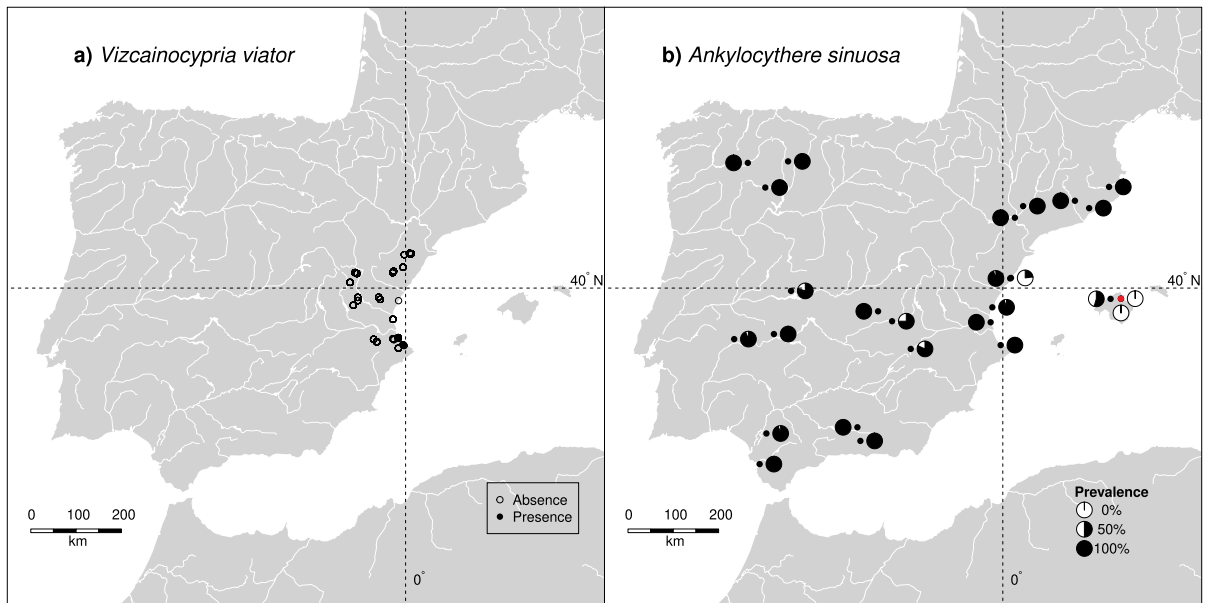 a) Vizcainocypria viator
Absence
Presence
0 100 200
km
0°
b) Ankylocythere sinuosa
40° N
Prevalence
0%
50%
100%
0 100 200
km
0°